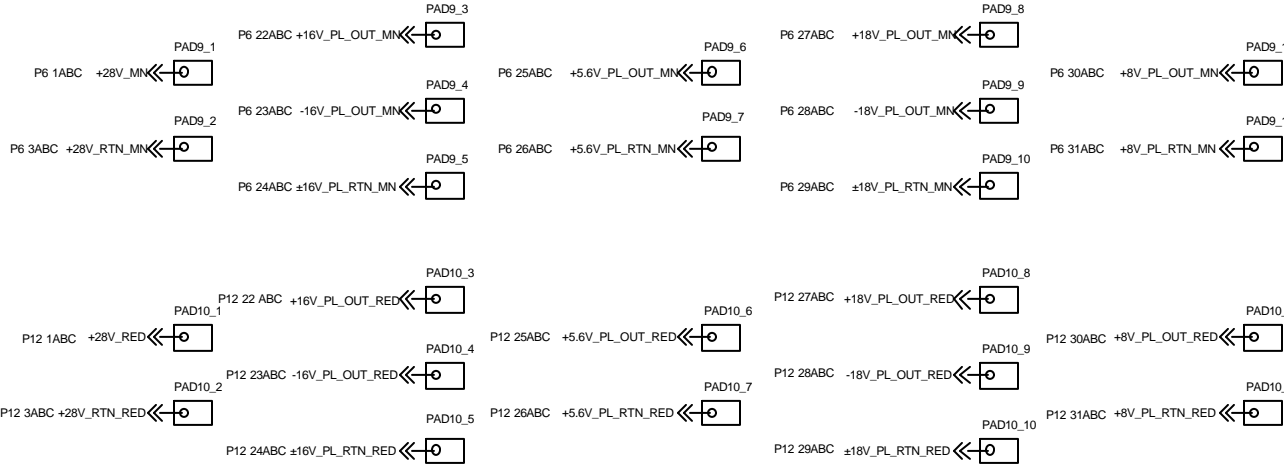 PAD9_3
P6 22ABC +16V_PL_OUT_MN
PAD9_8
P6 27ABC +18V_PL_OUT_MN
PAD9_1
P6 1ABC +28V_MN
PAD9_6
P6 25ABC +5.6V_PL_OUT_MN
PAD9_1
P6 30ABC +8V_PL_OUT_MN
PAD9_4
P6 23ABC -16V_PL_OUT_MN
PAD9_9
P6 28ABC -18V_PL_OUT_MN
PAD9_2
P6 3ABC +28V_RTN_MN
PAD9_7
P6 26ABC +5.6V_PL_RTN_MN
PAD9_1
P6 31ABC +8V_PL_RTN_MN
PAD9_5
P6 24ABC ±16V_PL_RTN_MN
PAD9_10
P6 29ABC ±18V_PL_RTN_MN
PAD10_3
P12 22 ABC +16V_PL_OUT_RED
PAD10_8
P12 27ABC +18V_PL_OUT_RED
PAD10_1
P12 1ABC +28V_RED
PAD10_6
P12 25ABC +5.6V_PL_OUT_RED
PAD10_
P12 30ABC +8V_PL_OUT_RED
PAD10_4
P12 23ABC -16V_PL_OUT_RED
PAD10_9
P12 28ABC -18V_PL_OUT_RED
PAD10_2
P12 3ABC +28V_RTN_RED
PAD10_7
P12 26ABC +5.6V_PL_RTN_RED
PAD10_
P12 31ABC +8V_PL_RTN_RED
PAD10_5
P12 24ABC ±16V_PL_RTN_RED
PAD10_10
P12 29ABC ±18V_PL_RTN_RED